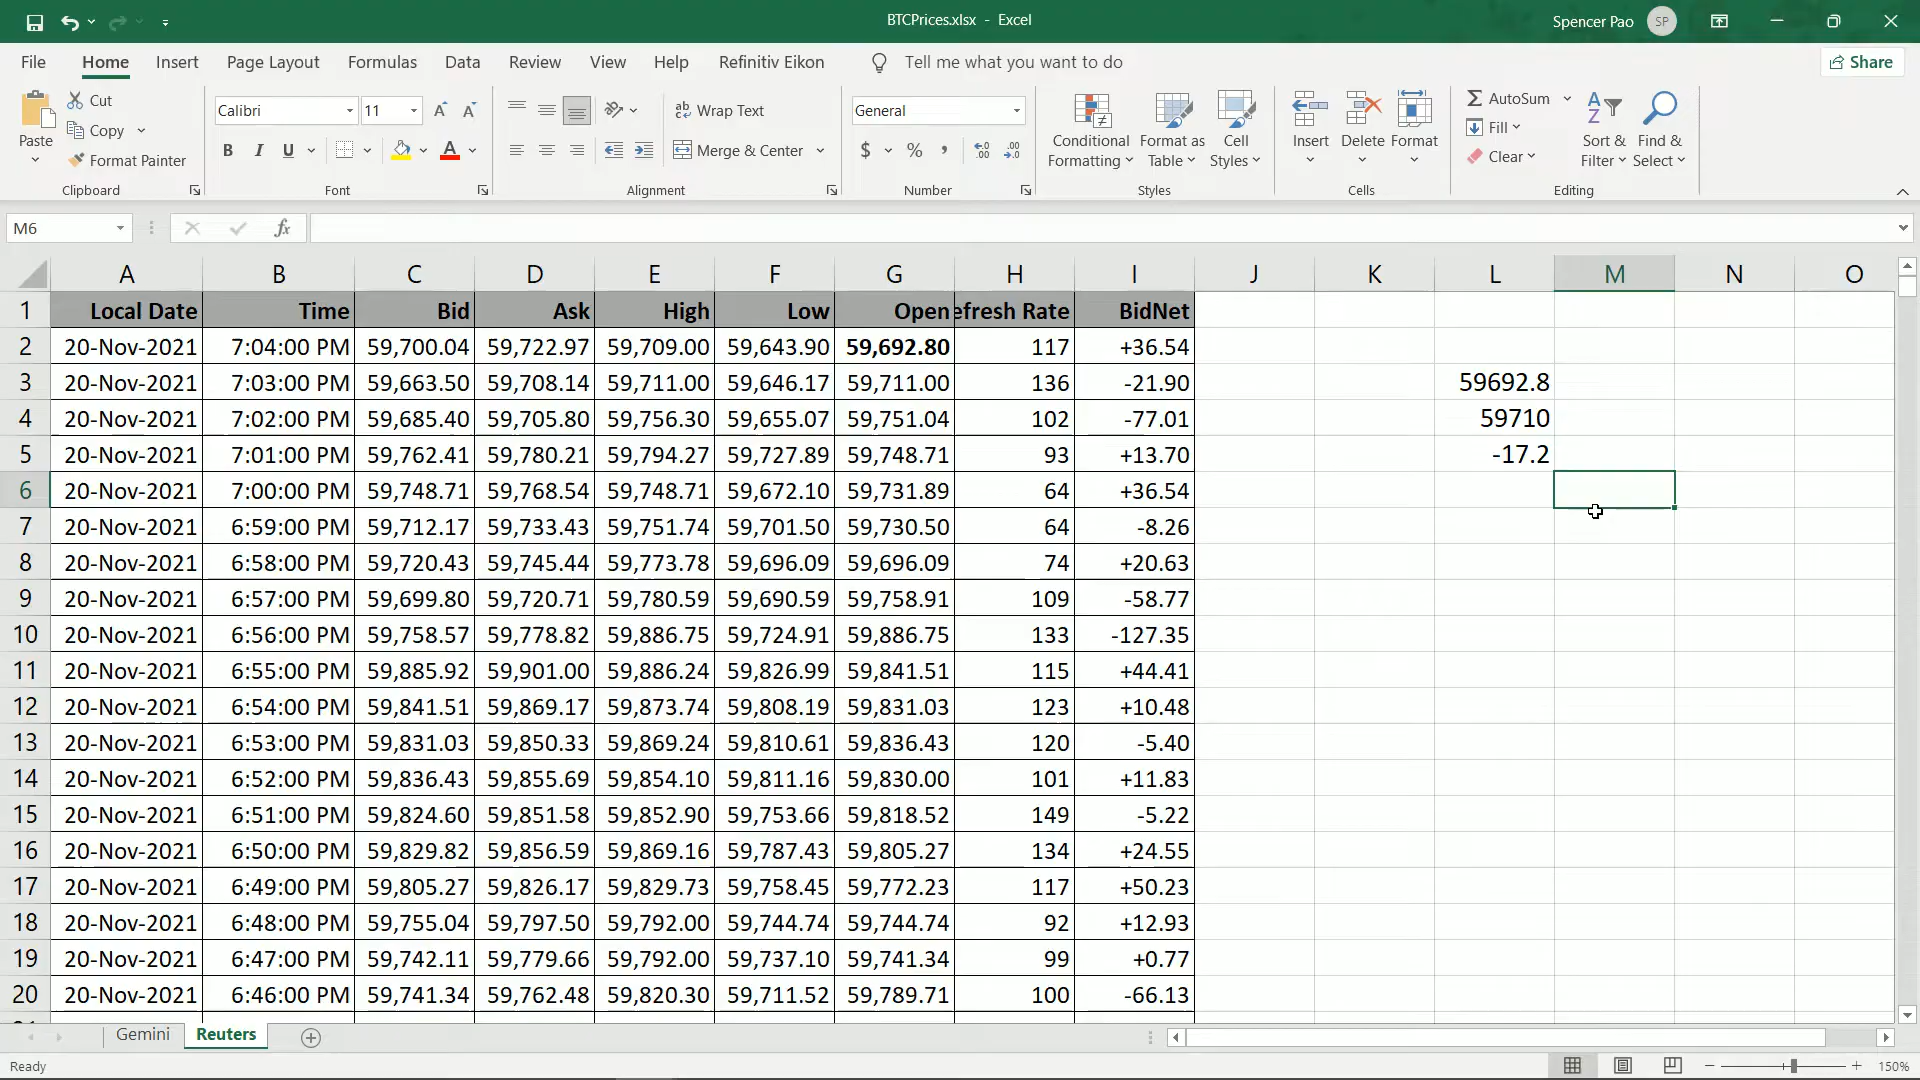 BTCPrices.xlsx - Excel
Spencer Pao SP
File Home Insert Page Layout Formulas Data Review View Help Refinitiv Eikon Tell me what you want to do Share
Paste Cut Copy Format Painter Clipboard
Calibri 11 B I U A Font
ab Wrap Text Merge & Center Alignment
General $ % , Number
Conditional Formatting Format as Table Cell Styles Styles
Insert Delete Format Cells
AutoSum Fill Clear Sort & Filter Find & Select Editing
M6 fx
A B C D E F G H I J K L M N O
1 Local Date Time Bid Ask High Low Open efresh Rate BidNet
2 20-Nov-2021 7:04:00 PM 59,700.04 59,722.97 59,709.00 59,643.90 59,692.80 117 +36.54
3 20-Nov-2021 7:03:00 PM 59,663.50 59,708.14 59,711.00 59,646.17 59,711.00 136 -21.90 59692.8
4 20-Nov-2021 7:02:00 PM 59,685.40 59,705.80 59,756.30 59,655.07 59,751.04 102 -77.01 59710
5 20-Nov-2021 7:01:00 PM 59,762.41 59,780.21 59,794.27 59,727.89 59,748.71 93 +13.70 -17.2
6 20-Nov-2021 7:00:00 PM 59,748.71 59,768.54 59,748.71 59,672.10 59,731.89 64 +36.54
7 20-Nov-2021 6:59:00 PM 59,712.17 59,733.43 59,751.74 59,701.50 59,730.50 64 -8.26
8 20-Nov-2021 6:58:00 PM 59,720.43 59,745.44 59,773.78 59,696.09 59,696.09 74 +20.63
9 20-Nov-2021 6:57:00 PM 59,699.80 59,720.71 59,780.59 59,690.59 59,758.91 109 -58.77
10 20-Nov-2021 6:56:00 PM 59,758.57 59,778.82 59,886.75 59,724.91 59,886.75 133 -127.35
11 20-Nov-2021 6:55:00 PM 59,885.92 59,901.00 59,886.24 59,826.99 59,841.51 115 +44.41
12 20-Nov-2021 6:54:00 PM 59,841.51 59,869.17 59,873.74 59,808.19 59,831.03 123 +10.48
13 20-Nov-2021 6:53:00 PM 59,831.03 59,850.33 59,869.24 59,810.61 59,836.43 120 -5.40
14 20-Nov-2021 6:52:00 PM 59,836.43 59,855.69 59,854.10 59,811.16 59,830.00 101 +11.83
15 20-Nov-2021 6:51:00 PM 59,824.60 59,851.58 59,852.90 59,753.66 59,818.52 149 -5.22
16 20-Nov-2021 6:50:00 PM 59,829.82 59,856.59 59,869.16 59,787.43 59,805.27 134 +24.55
17 20-Nov-2021 6:49:00 PM 59,805.27 59,826.17 59,829.73 59,758.45 59,772.23 117 +50.23
18 20-Nov-2021 6:48:00 PM 59,755.04 59,797.50 59,792.00 59,744.74 59,744.74 92 +12.93
19 20-Nov-2021 6:47:00 PM 59,742.11 59,779.66 59,792.00 59,737.10 59,741.34 99 +0.77
20 20-Nov-2021 6:46:00 PM 59,741.34 59,762.48 59,820.30 59,711.52 59,789.71 100 -66.13
Gemini Reuters
Ready 150%